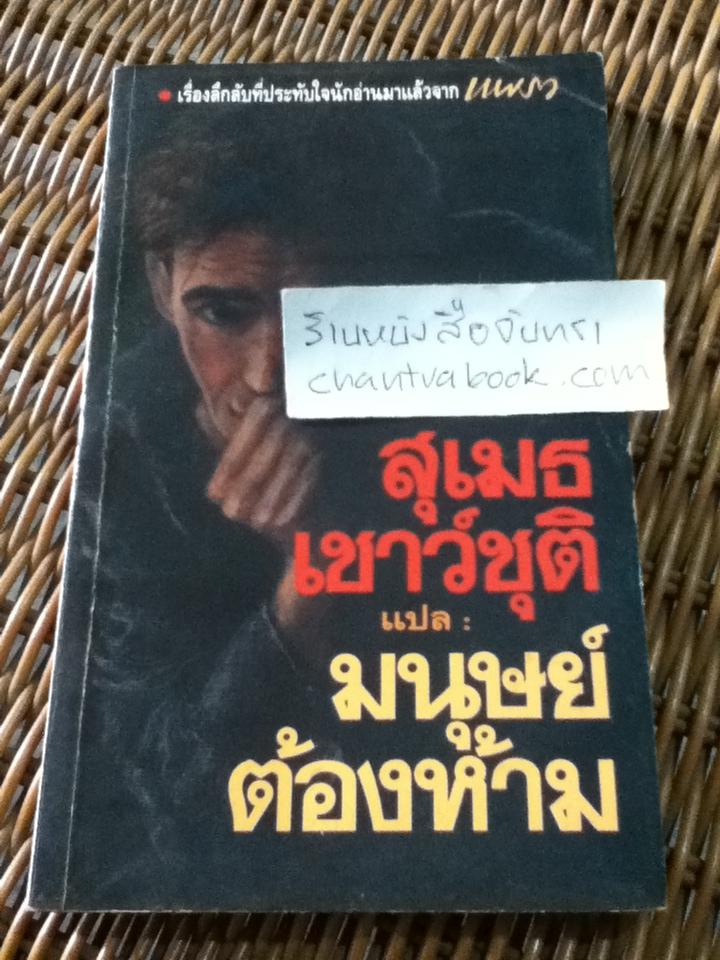 • เรื่องลึกลับที่ประทับใจนักอ่านมาแล้วจาก แพรว
ร้านหนังสือจันทรา
chantrabook.com
สุเมธ
เชาว์ชุติ
แปล :
มนุษย์
ต้องห้าม